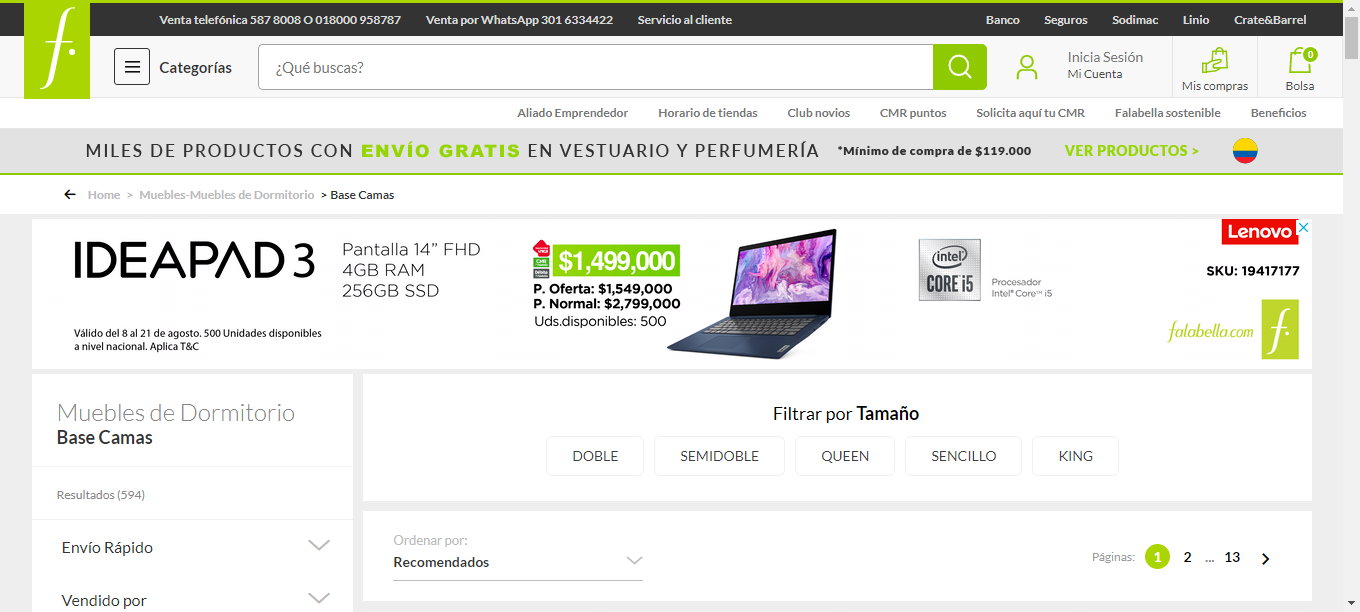 Venta telefónica 587 8008 O 018000 958787 Venta por WhatsApp 301 6334422 Servicio al cliente Banco Seguros Sodimac Linio Crate&Barrel
f.
Categorías ¿Qué buscas? Inicia Sesión
Mi Cuenta
Mis compras
0
Bolsa
Aliado Emprendedor Horario de tiendas Club novios CMR puntos Solicita aquí tu CMR Falabella sostenible Beneficios
MILES DE PRODUCTOS CON ENVÍO GRATIS EN VESTUARIO Y PERFUMERÍA *Mínimo de compra de $119.000 VER PRODUCTOS >
Home > Muebles-Muebles de Dormitorio > Base Camas
IDEAPAD 3
Pantalla 14” FHD
4GB RAM
256GB SSD
Válido del 8 al 21 de agosto. 500 Unidades disponibles
a nivel nacional. Aplica T&C
$1,499,000
P. Oferta: $1,549,000
P. Normal: $2,799,000
Uds.disponibles: 500
intel
CORE i5
Procesador
Intel® Core™ i5
Lenovo
SKU: 19417177
falabella.com
f.
Muebles de Dormitorio
Base Camas
Resultados (594)
Envío Rápido
Vendido por
Filtrar por Tamaño
DOBLE SEMIDOBLE QUEEN SENCILLO KING
Ordenar por:
Recomendados
Páginas: 1 2 ... 13